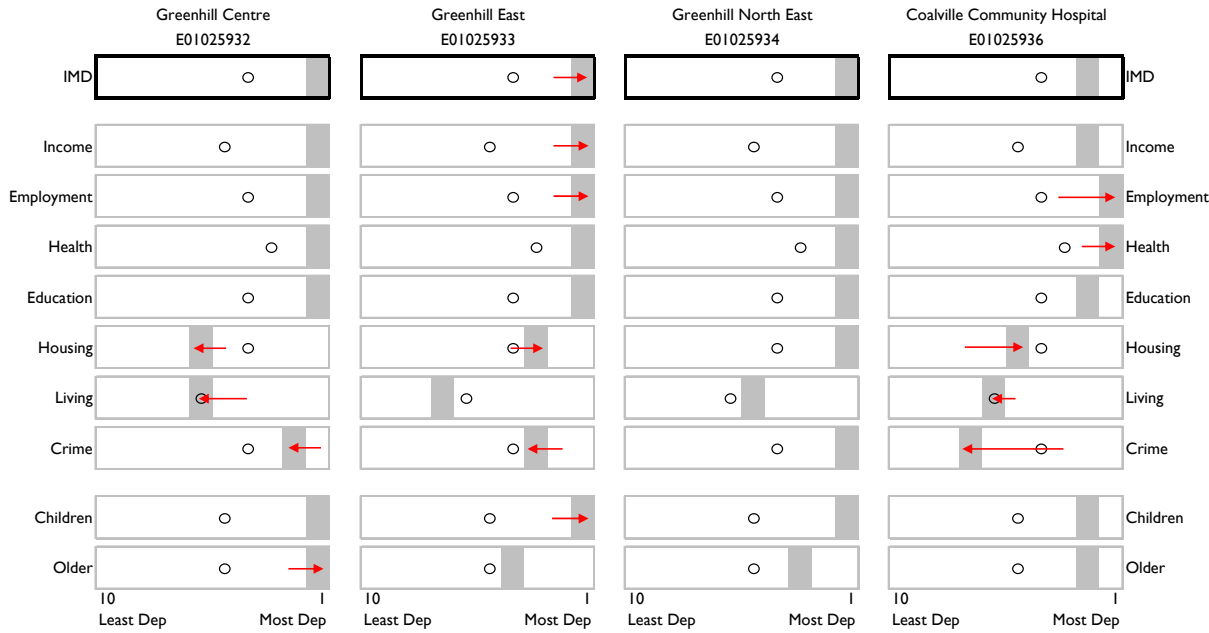 Greenhill Centre Greenhill East Greenhill North East Coalville Community Hospital
E01025932 E01025933 E01025934 E01025936
IMD IMD
Income Income
Employment Employment
Health Health
Education Education
Housing Housing
Living Living
Crime Crime
Children Children
Older Older
10 1 10 1 10 1 10 1
Least Dep Most Dep Least Dep Most Dep Least Dep Most Dep Least Dep Most Dep